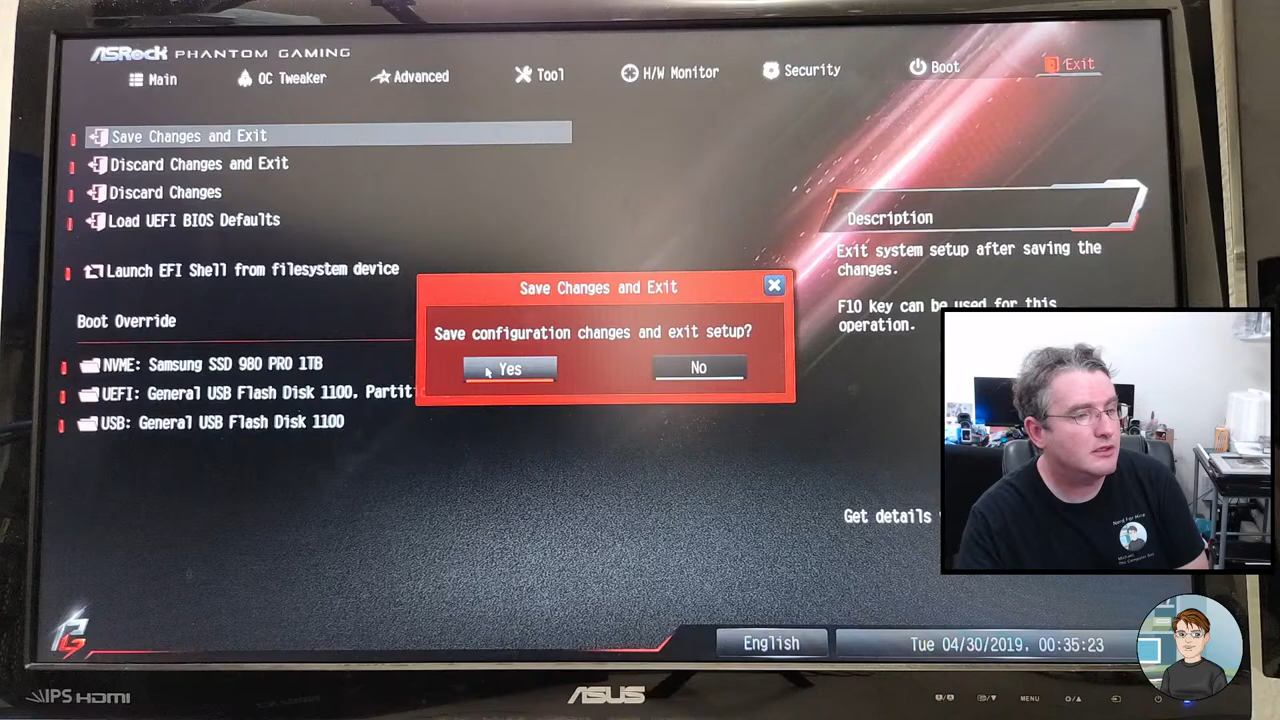 ASRock PHANTOM GAMING
Main
OC Tweaker
Advanced
Tool
H/W Monitor
Security
Boot
Exit
Save Changes and Exit
Discard Changes and Exit
Discard Changes
Load UEFI BIOS Defaults
Launch EFI Shell from filesystem device
Boot Override
NVME: Samsung SSD 980 PRO 1TB
UEFI: General USB Flash Disk 1100. Partit
USB: General USB Flash Disk 1100
Save Changes and Exit
Save configuration changes and exit setup?
Yes
No
Description
Exit system setup after saving the
changes.
F10 key can be used for this
operation.
Get details
Nerd For Hire
Michael,
English
Tue 04/30/2019. 00:35:23
IPS HDMI
ASUS
MENU